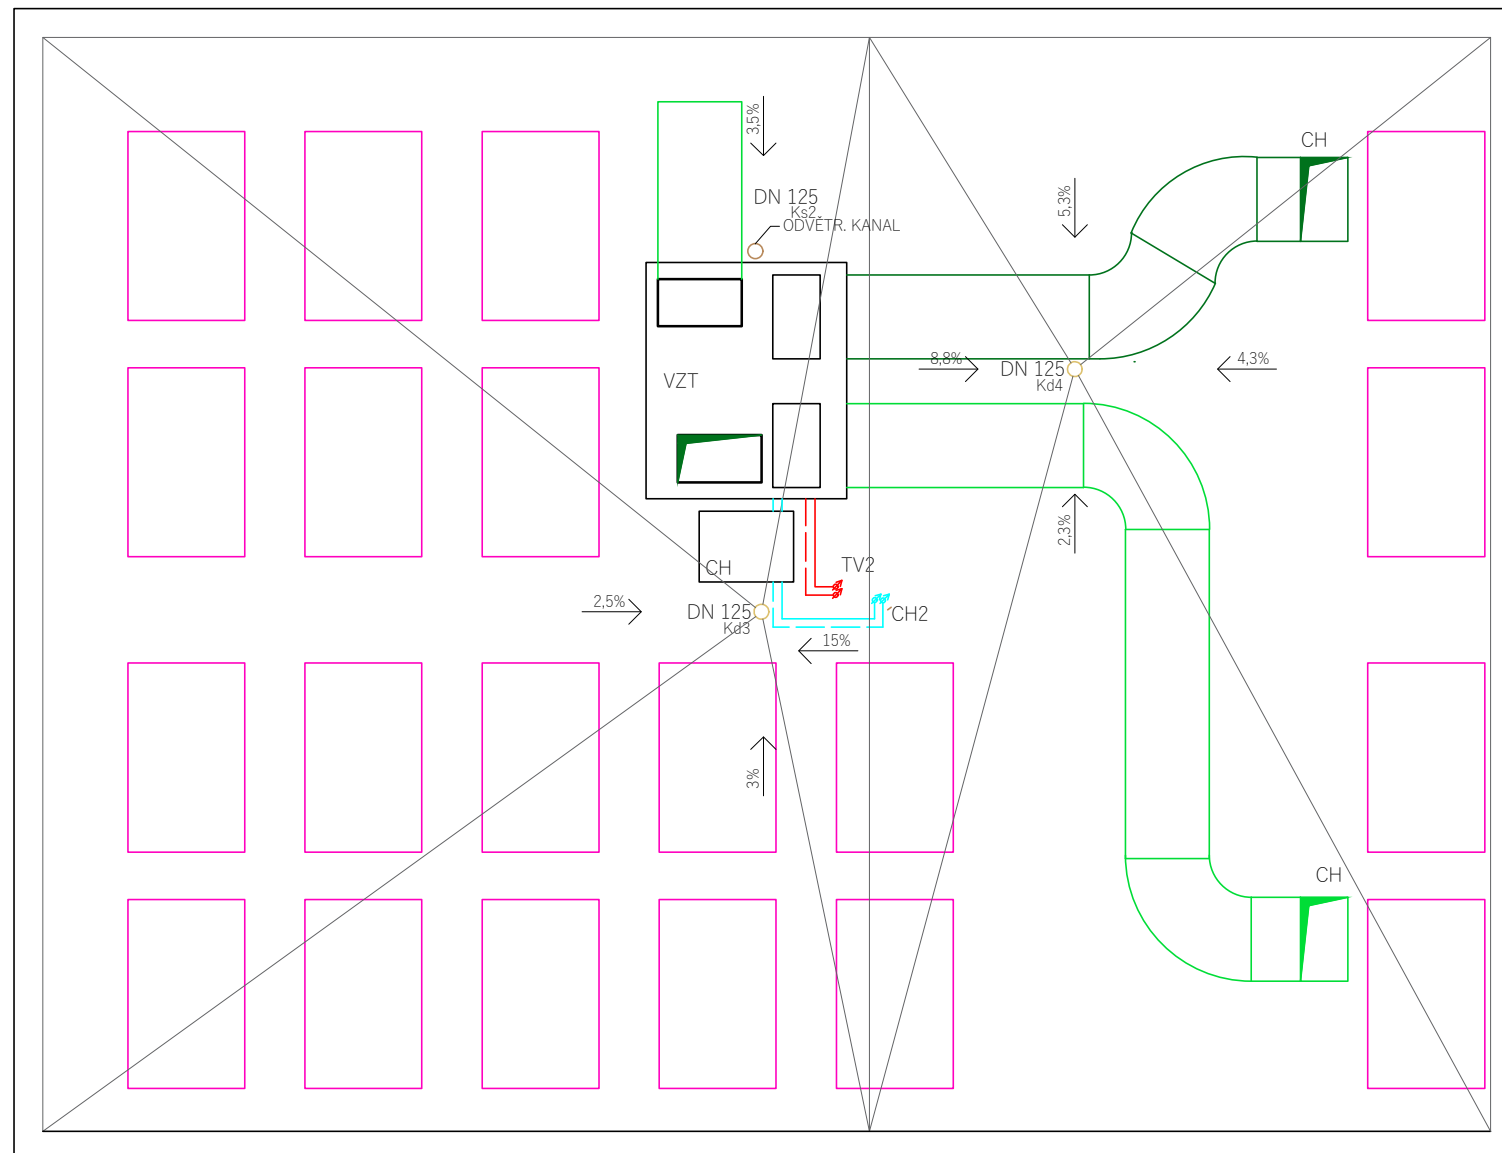 3,5%
CH
DN 125
Ks2
ODVĚTR. KANAL
5,3%
8,8%
DN 125
Kd4
4,3%
VZT
2,3%
CH
TV2
2,5%
DN 125
Kd3
CH2
15%
3%
CH